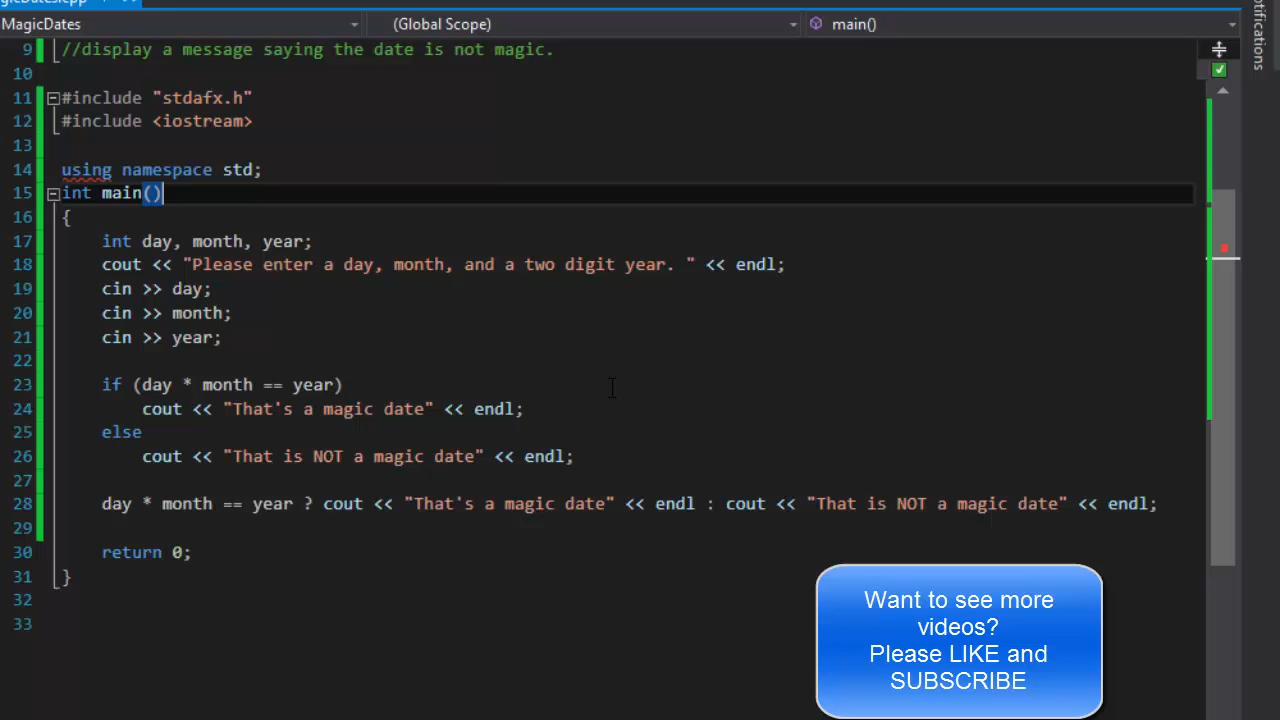 MagicDates (Global Scope) main()
9 //display a message saying the date is not magic.
10
11 #include "stdafx.h"
12 #include <iostream>
13
14 using namespace std;
15 int main()
16 {
17 int day, month, year;
18 cout << "Please enter a day, month, and a two digit year. " << endl;
19 cin >> day;
20 cin >> month;
21 cin >> year;
22
23 if (day * month == year)
24 cout << "That's a magic date" << endl;
25 else
26 cout << "That is NOT a magic date" << endl;
27
28 day * month == year ? cout << "That's a magic date" << endl : cout << "That is NOT a magic date" << endl;
29
30 return 0;
31 }
32
33
Want to see more
videos?
Please LIKE and
SUBSCRIBE